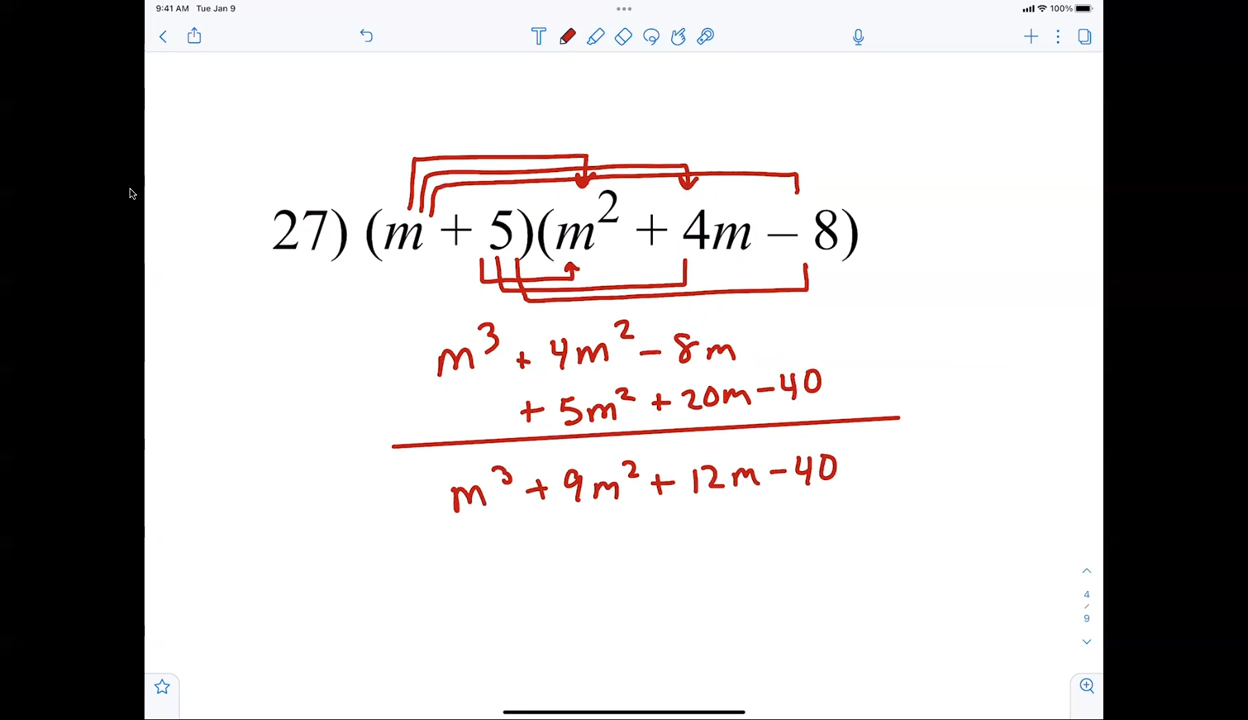 9:41 AM Tue Jan 9
100%
T
27) (m + 5)(m² + 4m – 8)
m³ + 4m² – 8m
+ 5m² + 20m – 40
m³ + 9m² + 12m – 40
4
/
9